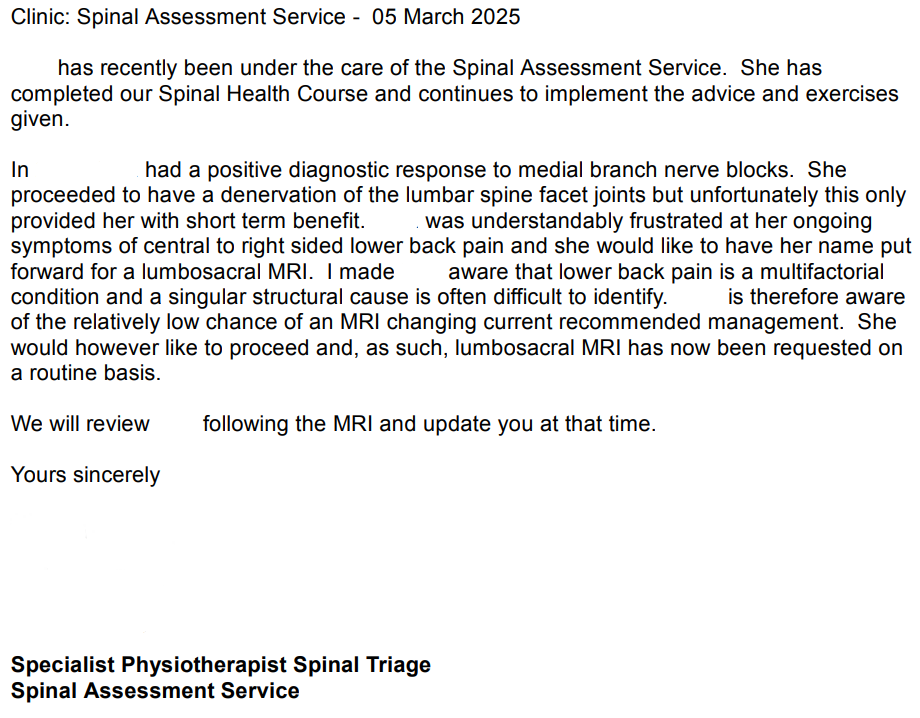 Clinic: Spinal Assessment Service - 05 March 2025
has recently been under the care of the Spinal Assessment Service. She has
completed our Spinal Health Course and continues to implement the advice and exercises
given.
In had a positive diagnostic response to medial branch nerve blocks. She
proceeded to have a denervation of the lumbar spine facet joints but unfortunately this only
provided her with short term benefit. was understandably frustrated at her ongoing
symptoms of central to right sided lower back pain and she would like to have her name put
forward for a lumbosacral MRI. I made aware that lower back pain is a multifactorial
condition and a singular structural cause is often difficult to identify. is therefore aware
of the relatively low chance of an MRI changing current recommended management. She
would however like to proceed and, as such, lumbosacral MRI has now been requested on
a routine basis.
We will review following the MRI and update you at that time.
Yours sincerely
Specialist Physiotherapist Spinal Triage
Spinal Assessment Service